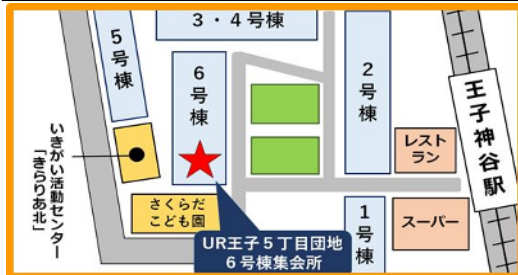 3・4号棟
5号棟
6号棟
2号棟
王子神谷駅
いきがい活動センター
「きらりあ北」
レスト
ラン
さくらだ
こども園
1号棟
スーパー
UR王子5丁目団地
6号棟集会所